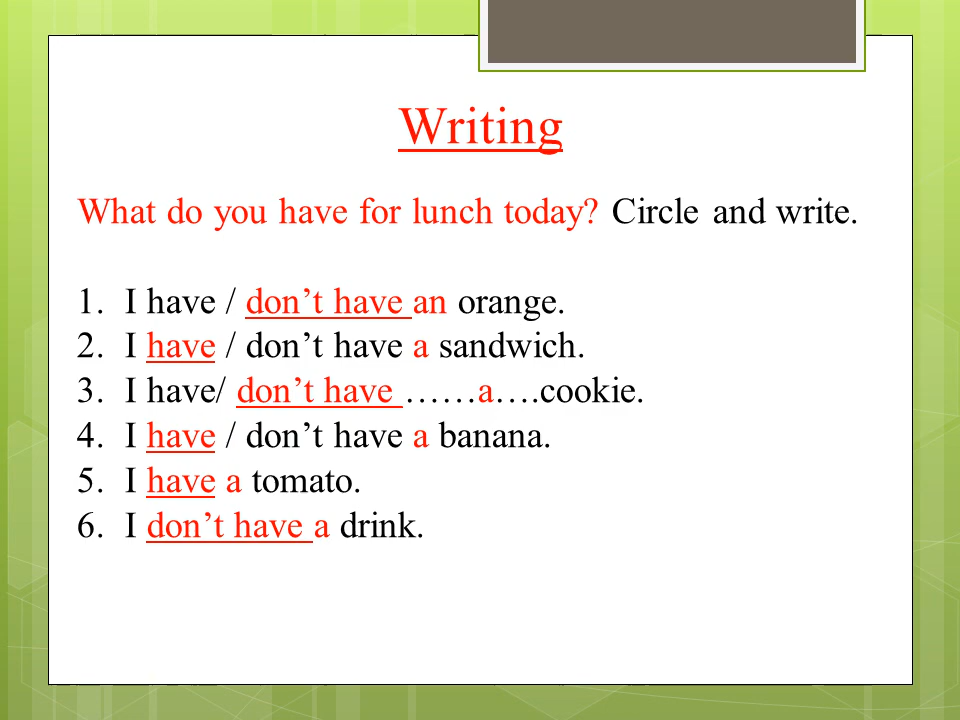 Writing
What do you have for lunch today? Circle and write.
1. I have / don’t have an orange.
2. I have / don’t have a sandwich.
3. I have/ don’t have ……a….cookie.
4. I have / don’t have a banana.
5. I have a tomato.
6. I don’t have a drink.